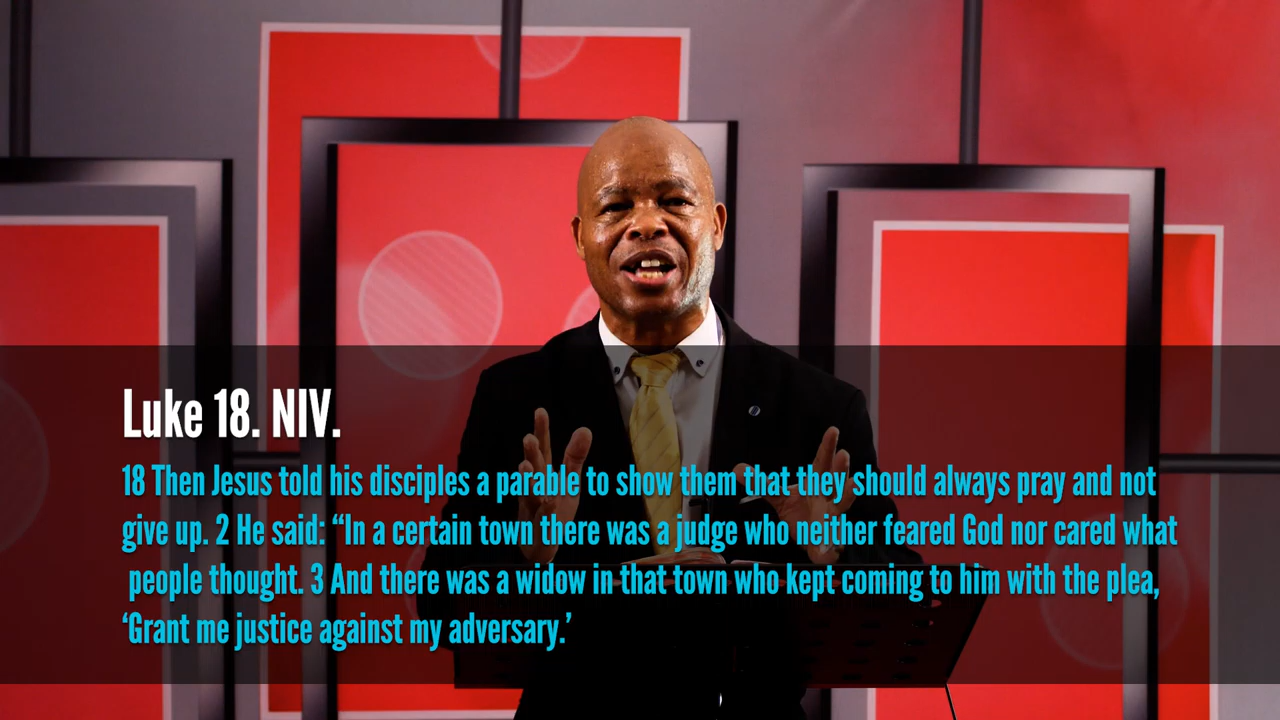 Luke 18. NIV.
18 Then Jesus told his disciples a parable to show them that they should always pray and not
give up. 2 He said: “In a certain town there was a judge who neither feared God nor cared what
people thought. 3 And there was a widow in that town who kept coming to him with the plea,
‘Grant me justice against my adversary.’